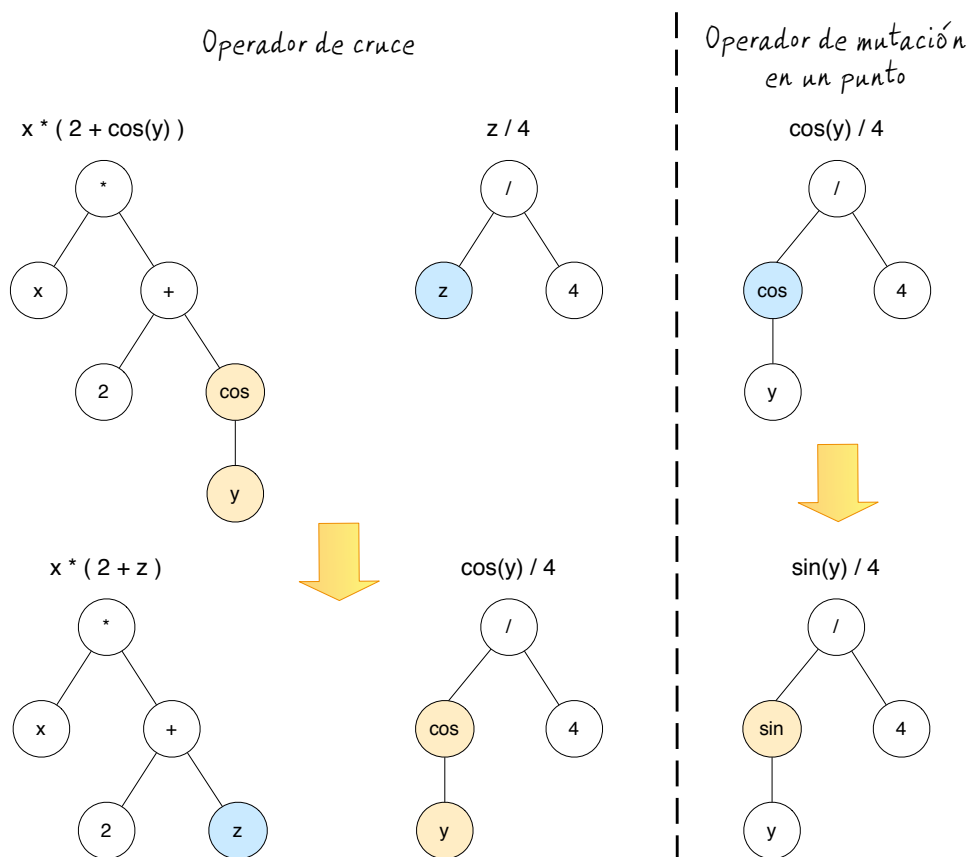 Operador de cruce
x * ( 2 + cos(y) )
z / 4
*
/
x
+
z
4
2
cos
y
x * ( 2 + z )
cos(y) / 4
*
/
x
+
cos
4
2
z
y
Operador de mutación
en un punto
cos(y) / 4
/
cos
4
y
sin(y) / 4
/
sin
4
y